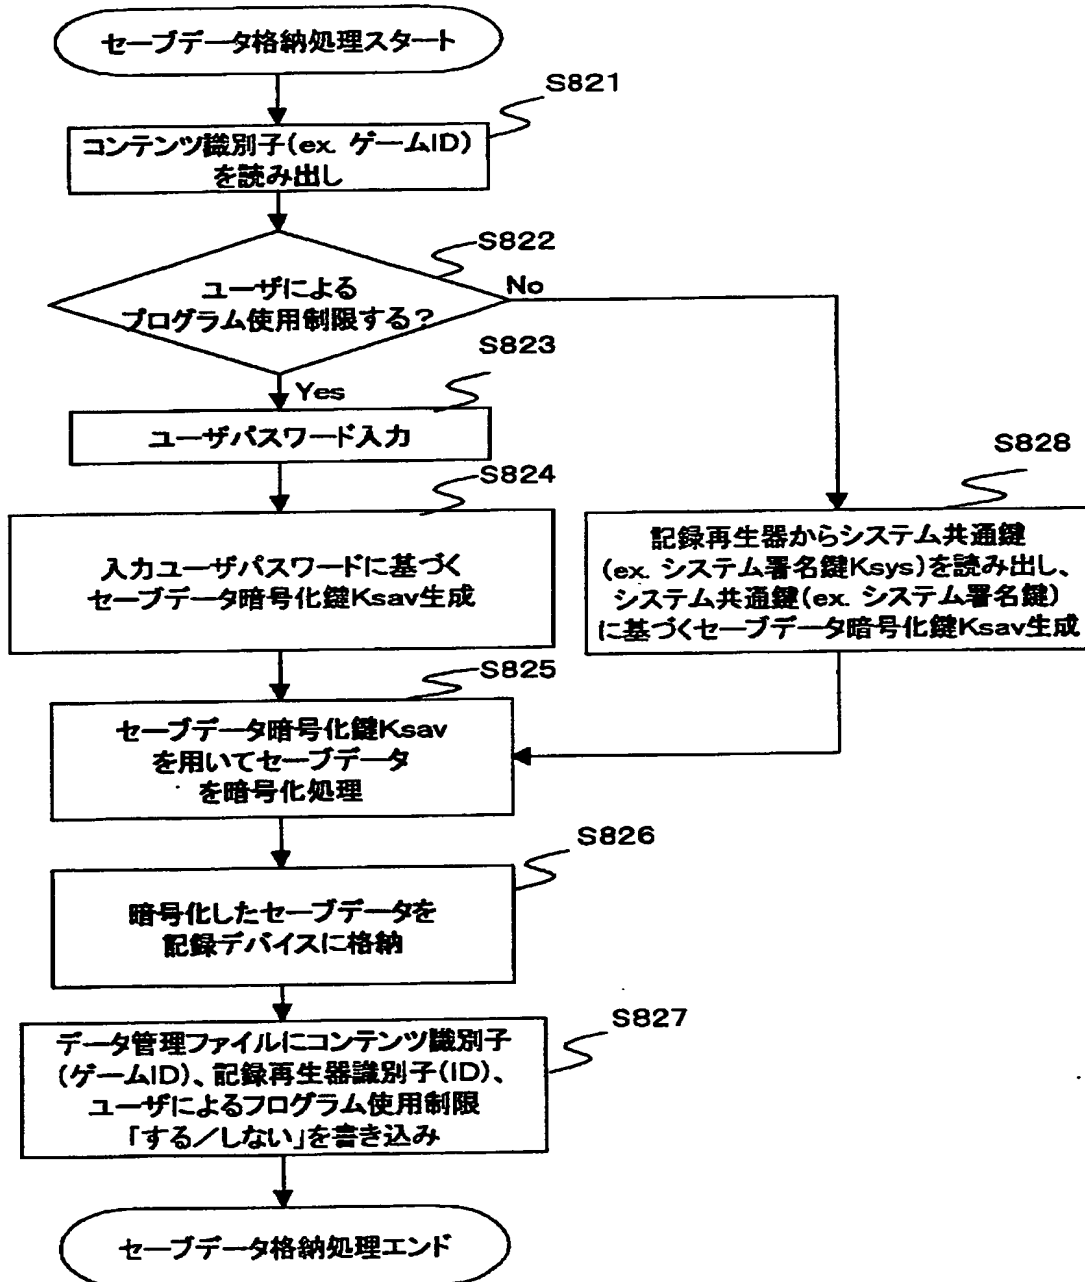 セーブデータ格納処理スタート
S821
コンテンツ識別子(ex. ゲームID)
を読み出し
S822
ユーザによる
プログラム使用制限する?
No
Yes
S823
ユーザパスワード入力
S824
入力ユーザパスワードに基づく
セーブデータ暗号化鍵Ksav生成
S828
記録再生器からシステム共通鍵
(ex. システム署名鍵Ksys)を読み出し、
システム共通鍵(ex. システム署名鍵)
に基づくセーブデータ暗号化鍵Ksav生成
S825
セーブデータ暗号化鍵Ksav
を用いてセーブデータ
を暗号化処理
S826
暗号化したセーブデータを
記録デバイスに格納
S827
データ管理ファイルにコンテンツ識別子
(ゲームID)、記録再生器識別子(ID)、
ユーザによるプログラム使用制限
「する/しない」を書き込み
セーブデータ格納処理エンド